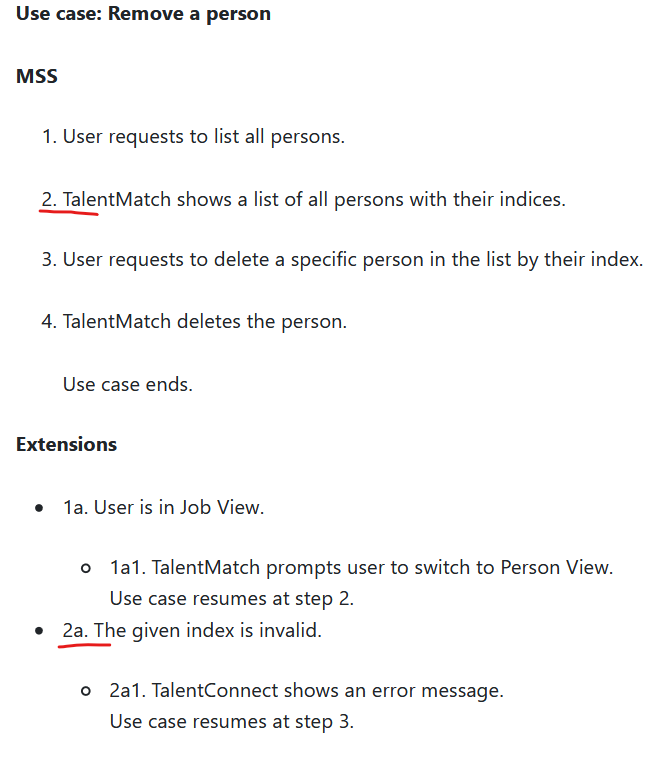 Use case: Remove a person
MSS
1. User requests to list all persons.
2. TalentMatch shows a list of all persons with their indices.
3. User requests to delete a specific person in the list by their index.
4. TalentMatch deletes the person.
Use case ends.
Extensions
• 1a. User is in Job View.
○ 1a1. TalentMatch prompts user to switch to Person View.
Use case resumes at step 2.
• 2a. The given index is invalid.
○ 2a1. TalentConnect shows an error message.
Use case resumes at step 3.